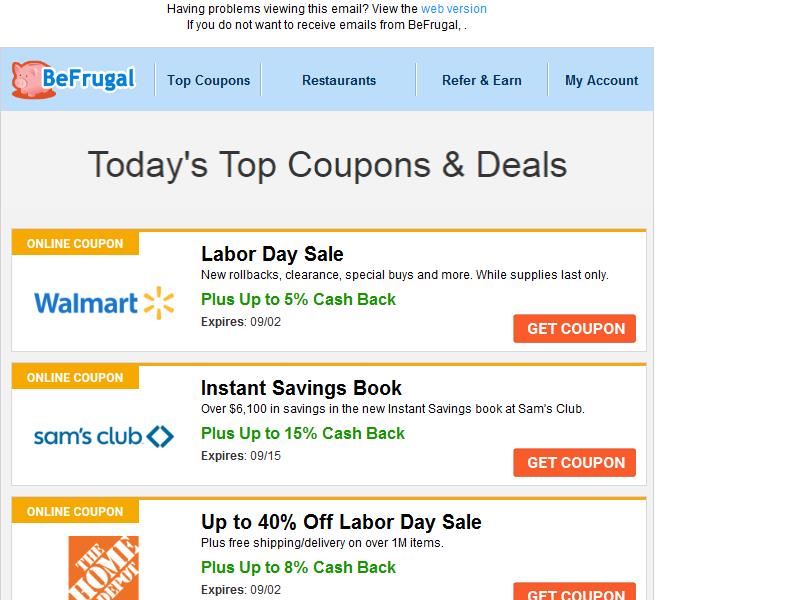 Having problems viewing this email? View the web version
If you do not want to receive emails from BeFrugal, .
BeFrugal
Top Coupons
Restaurants
Refer & Earn
My Account
Today's Top Coupons & Deals
ONLINE COUPON
Walmart
Labor Day Sale
New rollbacks, clearance, special buys and more. While supplies last only.
Plus Up to 5% Cash Back
Expires: 09/02
GET COUPON
ONLINE COUPON
sam's club
Instant Savings Book
Over $6,100 in savings in the new Instant Savings book at Sam's Club.
Plus Up to 15% Cash Back
Expires: 09/15
GET COUPON
ONLINE COUPON
THE HOME DEPOT
Up to 40% Off Labor Day Sale
Plus free shipping/delivery on over 1M items.
Plus Up to 8% Cash Back
Expires: 09/02
GET COUPON